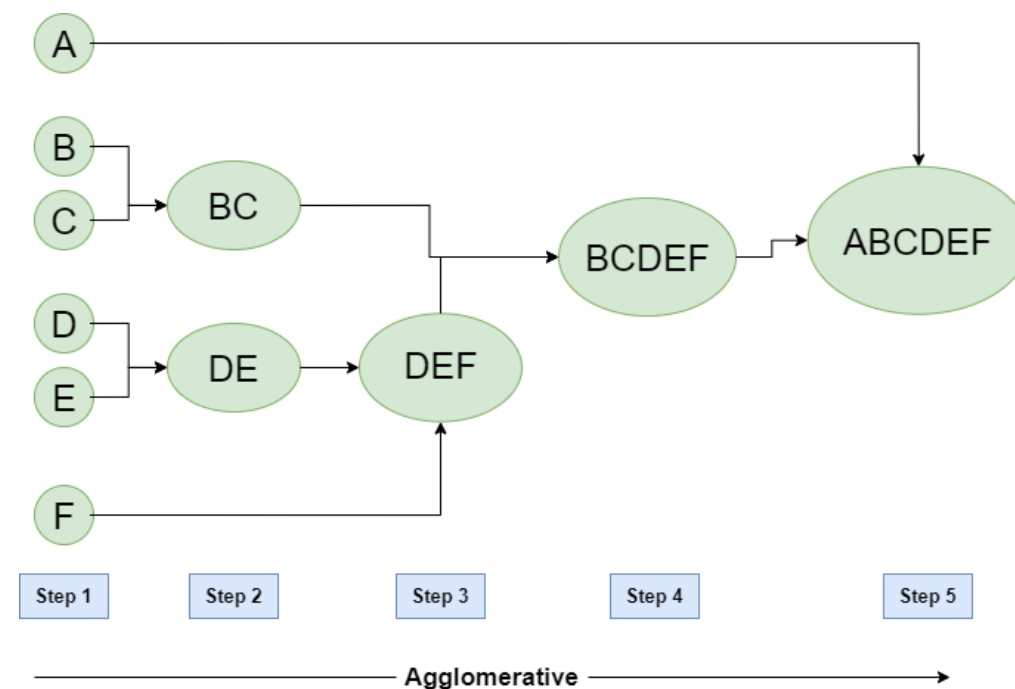 A
B
C
BC
D
E
DE
DEF
F
BCDEF
ABCDEF
Step 1
Step 2
Step 3
Step 4
Step 5
Agglomerative